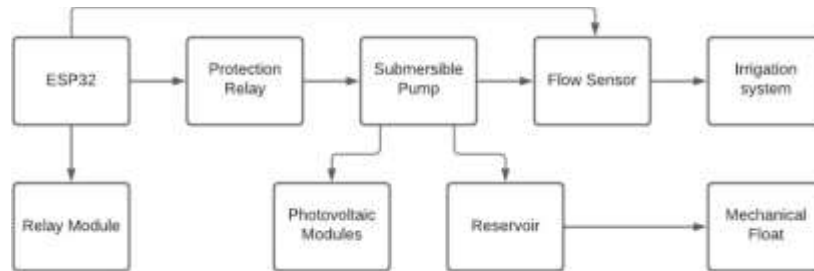 ESP32
Protection
Relay
Submersible
Pump
Flow Sensor
Irrigation
system
Relay Module
Photovoltaic
Modules
Reservoir
Mechanical
Float